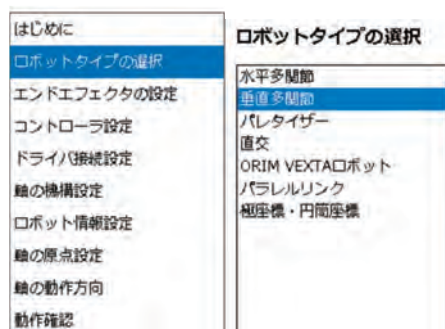 はじめに
ロボットタイプの選択
エンドエフェクタの設定
コントローラ設定
ドライバ接続設定
軸の機構設定
ロボット情報設定
軸の原点設定
軸の動作方向
動作確認
ロボットタイプの選択
水平多関節
垂直多関節
パレタイザー
直交
ORIM VEXTAロボット
パラレルリンク
極座標・円筒座標